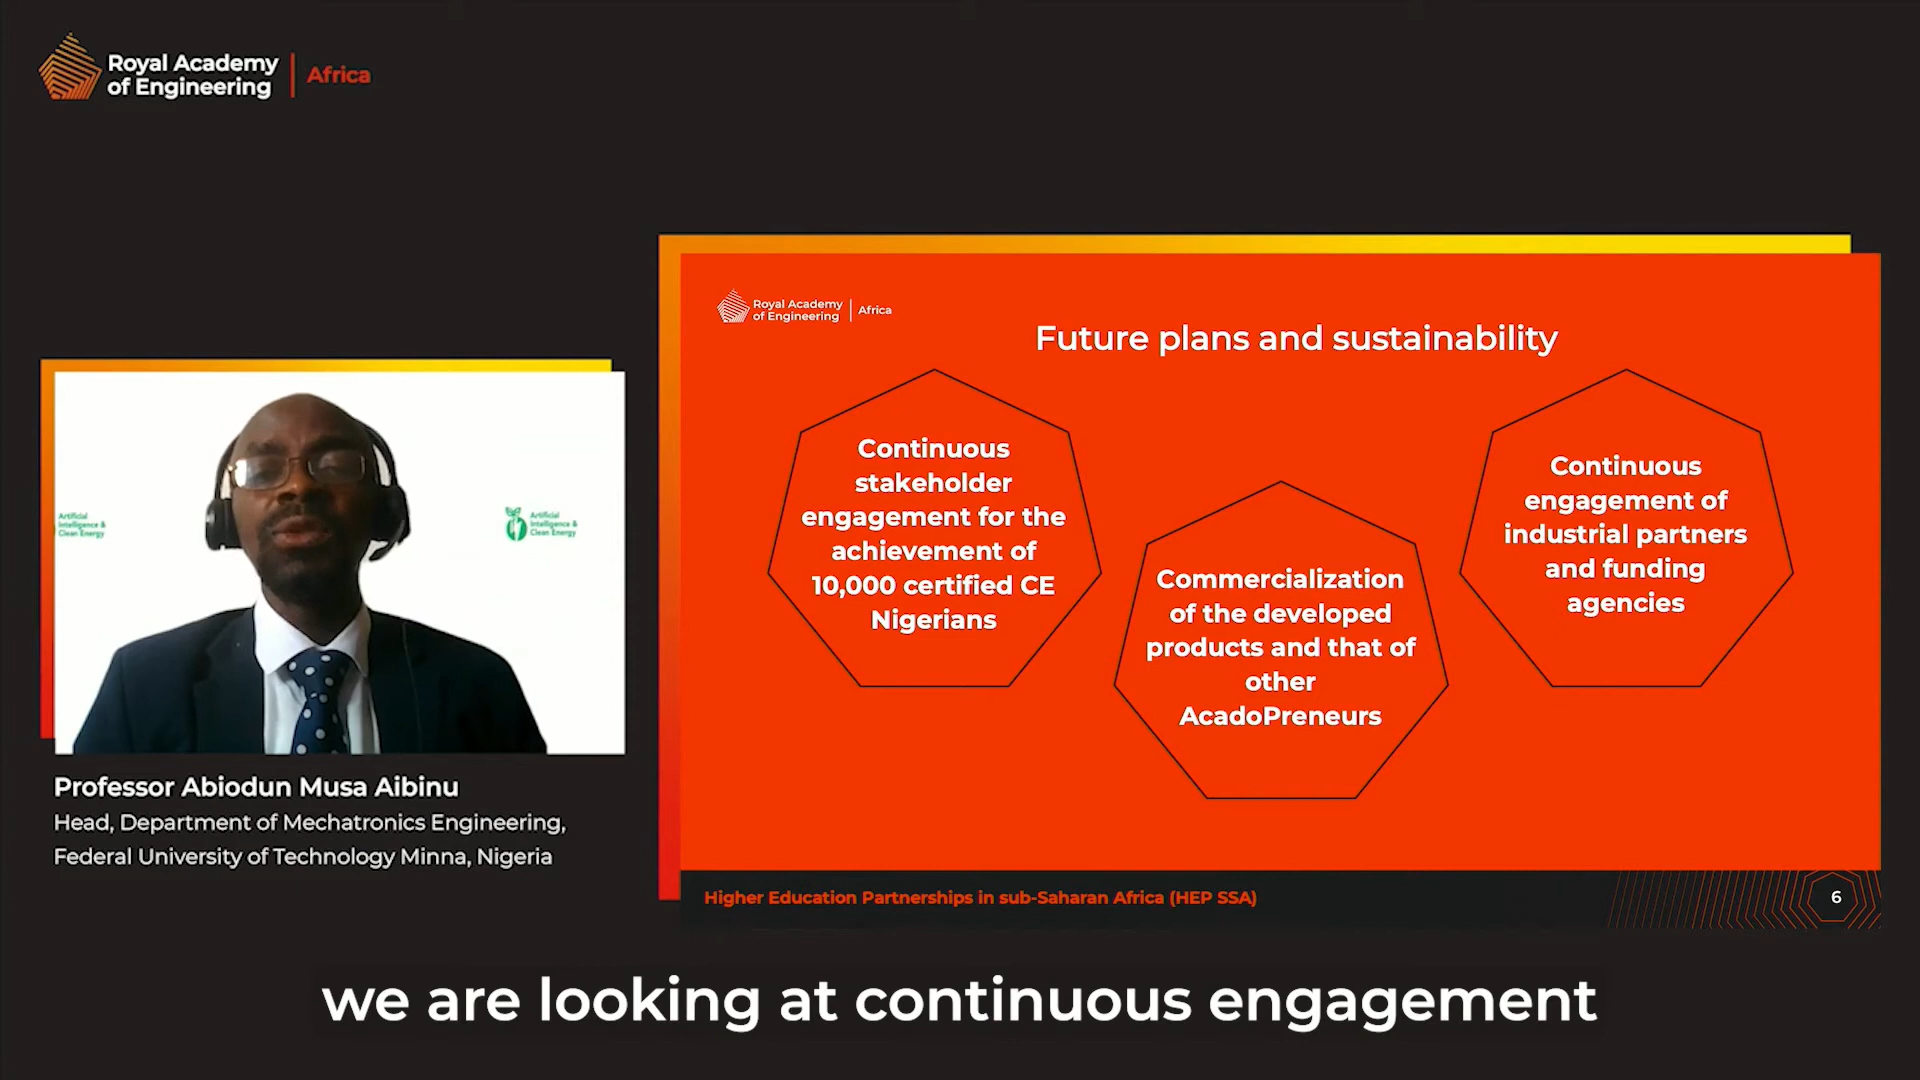 Royal Academy
of Engineering
Africa
Royal Academy
of Engineering
Africa
Future plans and sustainability
Continuous
stakeholder
engagement for the
achievement of
10,000 certified CE
Nigerians
Commercialization
of the developed
products and that of
other
AcadoPreneurs
Continuous
engagement of
industrial partners
and funding
agencies
Artificial
Intelligence &
Clean Energy
Artificial
Intelligence &
Clean Energy
Professor Abiodun Musa Aibinu
Head, Department of Mechatronics Engineering,
Federal University of Technology Minna, Nigeria
Higher Education Partnerships in sub-Saharan Africa (HEP SSA)
6
we are looking at continuous engagement